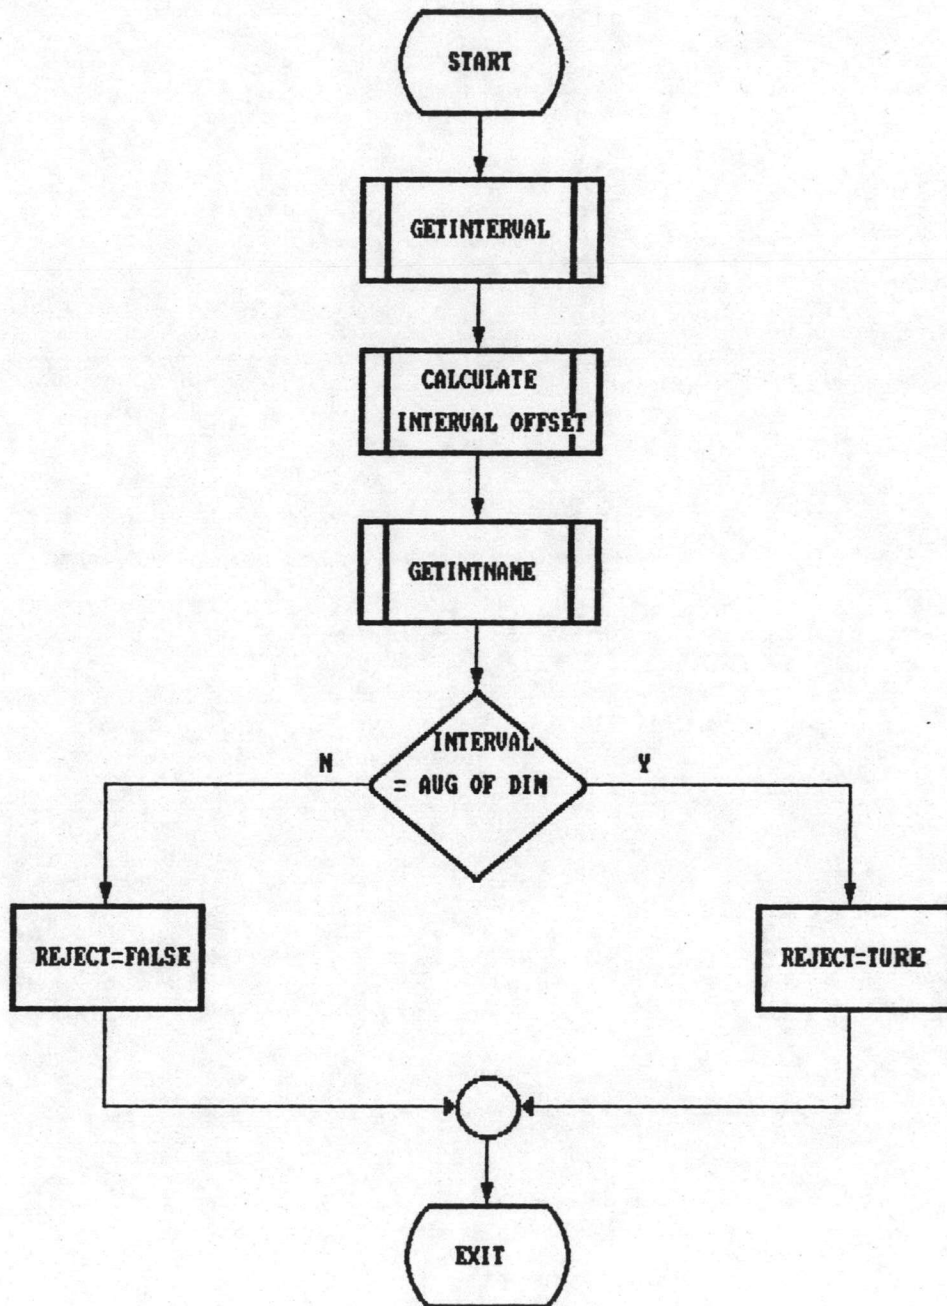 START
GETINTERVAL
CALCULATE
INTERVAL OFFSET
GETINTNAME
INTERVAL
= AUG OF DIM
N
Y
REJECT=FALSE
REJECT=TURE
EXIT